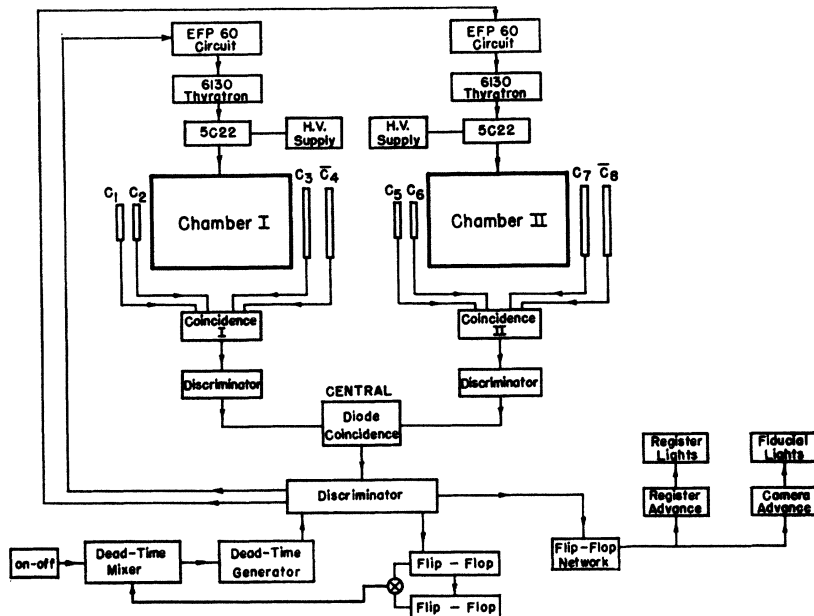 EFP 60
Circuit
EFP 60
Circuit
6130
Thyratron
6130
Thyratron
5C22
H.V.
Supply
H.V.
Supply
5C22
C1
C2
C3
C̅4
C5
C6
C7
C̅8
Chamber I
Chamber II
Coincidence
I
Coincidence
II
Discriminator
Discriminator
CENTRAL
Diode
Coincidence
Register
Lights
Fiducial
Lights
Discriminator
Register
Advance
Camera
Advance
on-off
Dead-Time
Mixer
Dead-Time
Generator
Flip - Flop
Flip - Flop
Flip-Flop
Network